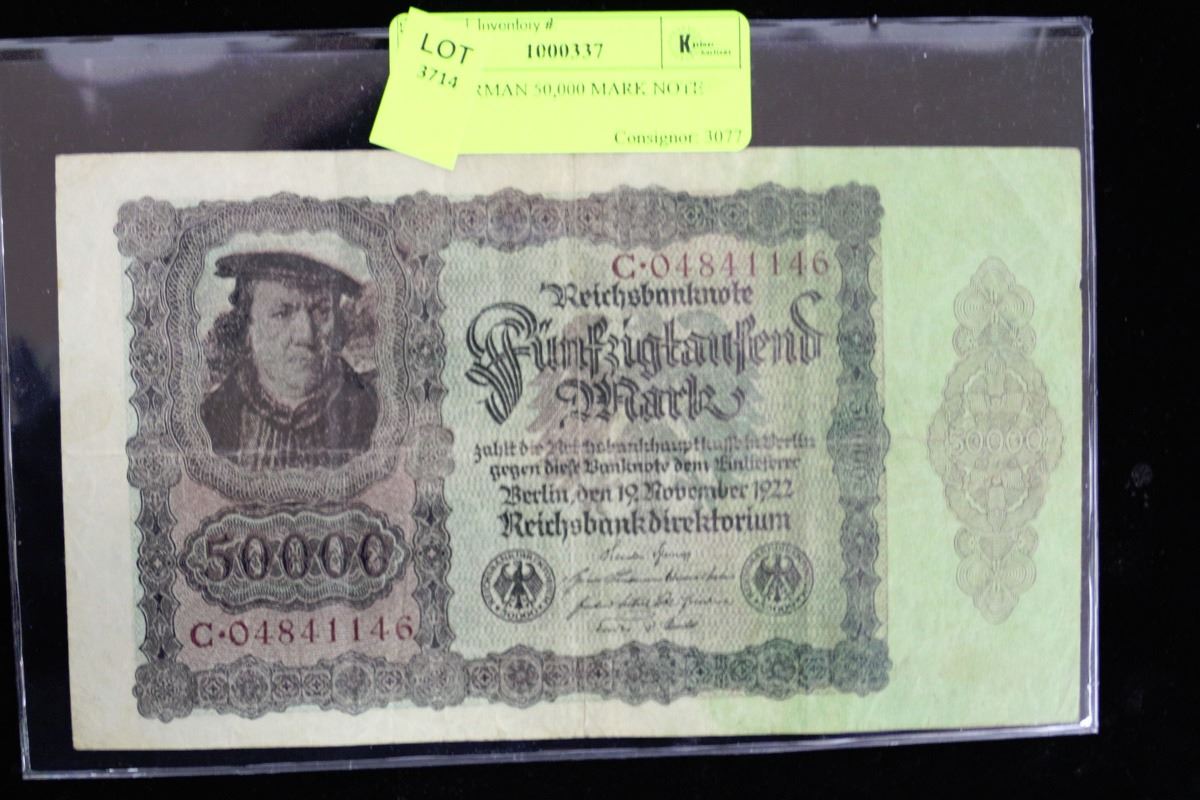 Inventory #
LOT
3714
1000337
RMAN 50,000 MARK NOTE
Consignor: 3077
C·04841146
Reichsbanknote
Fünfzigtausend
Mark
zahlt die Reichsbankhauptkasse in Berlin
gegen diese Banknote dem Einlieferer
Berlin, den 19. November 1922
Reichsbankdirektorium
50000
50000
C·04841146